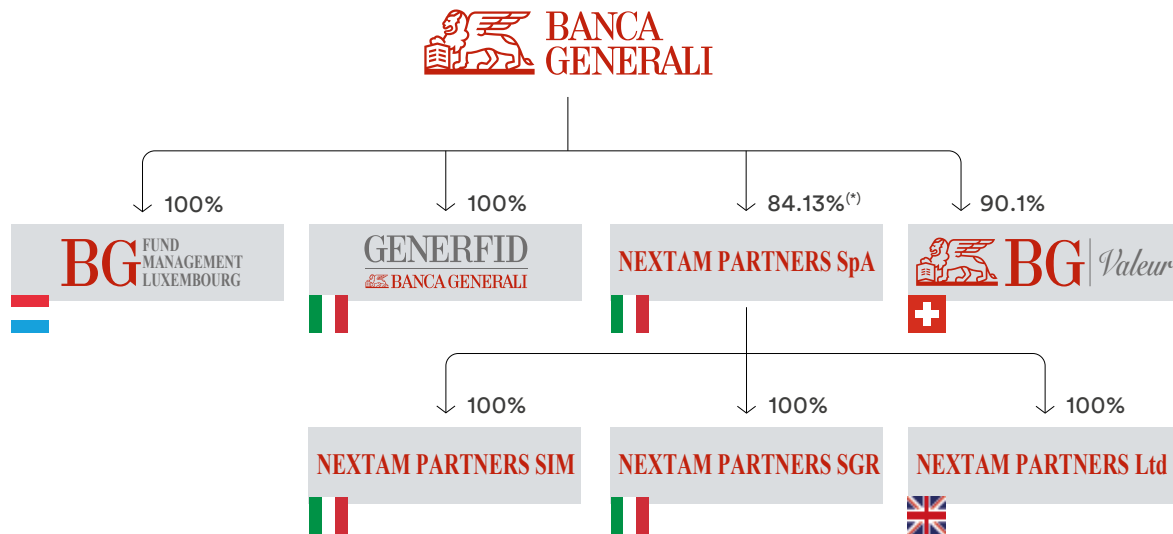 BANCA
GENERALI
100%
100%
84.13%(*)
90.1%
BG FUND
MANAGEMENT
LUXEMBOURG
GENERFID
BANCA GENERALI
NEXTAM PARTNERS SpA
BG Valeur
100%
100%
100%
NEXTAM PARTNERS SIM
NEXTAM PARTNERS SGR
NEXTAM PARTNERS Ltd